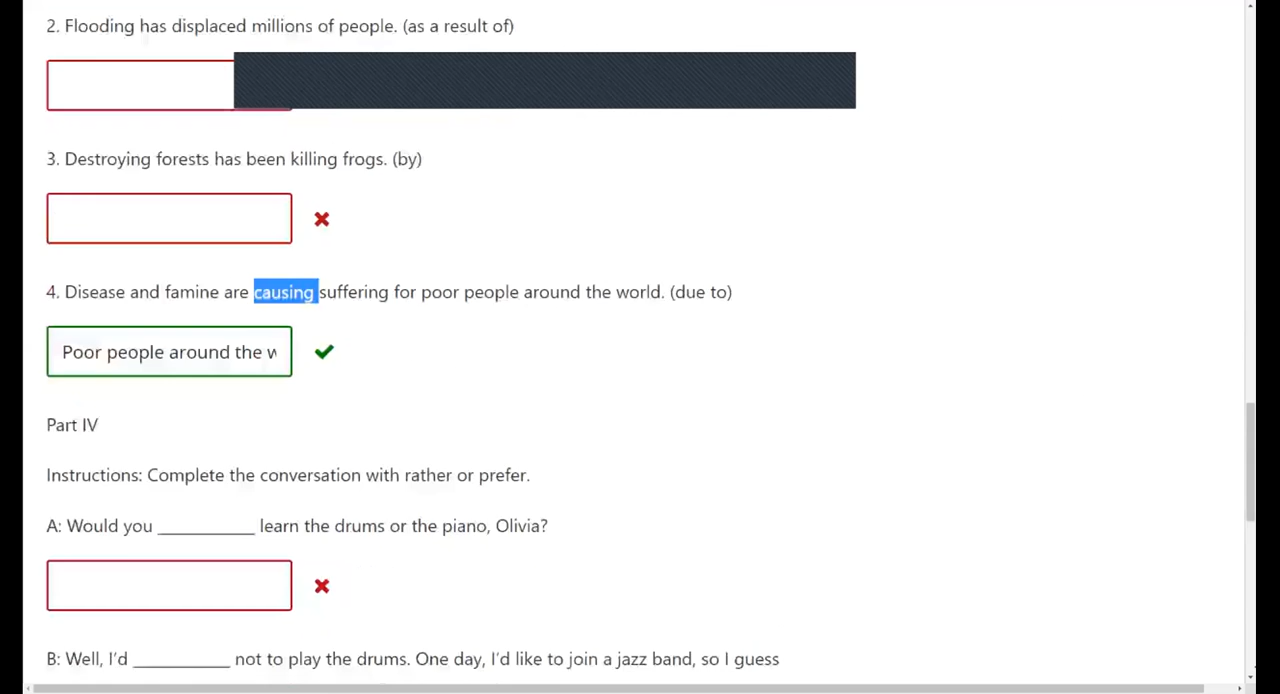 2. Flooding has displaced millions of people. (as a result of)
3. Destroying forests has been killing frogs. (by)
4. Disease and famine are causing suffering for poor people around the world. (due to)
Poor people around the w
Part IV
Instructions: Complete the conversation with rather or prefer.
A: Would you ___________ learn the drums or the piano, Olivia?
B: Well, I'd ___________ not to play the drums. One day, I'd like to join a jazz band, so I guess